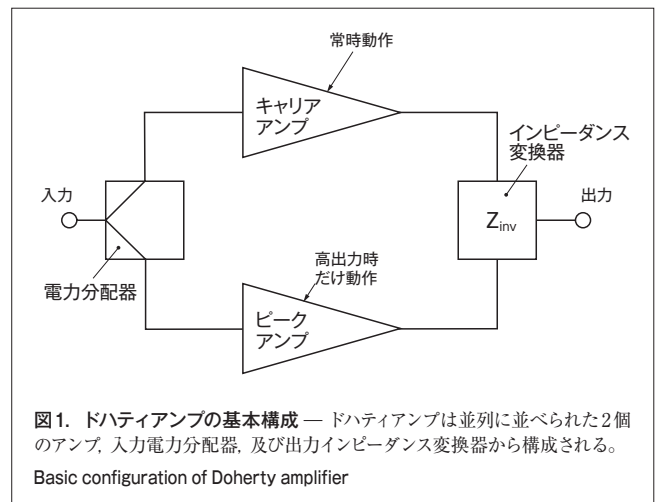 常時動作
キャリア
アンプ
インピーダンス
変換器
入力
Zinv
出力
電力分配器
高出力時
だけ動作
ピーク
アンプ
図1. ドハティアンプの基本構成 — ドハティアンプは並列に並べられた2個
のアンプ, 入力電力分配器, 及び出力インピーダンス変換器から構成される。
Basic configuration of Doherty amplifier